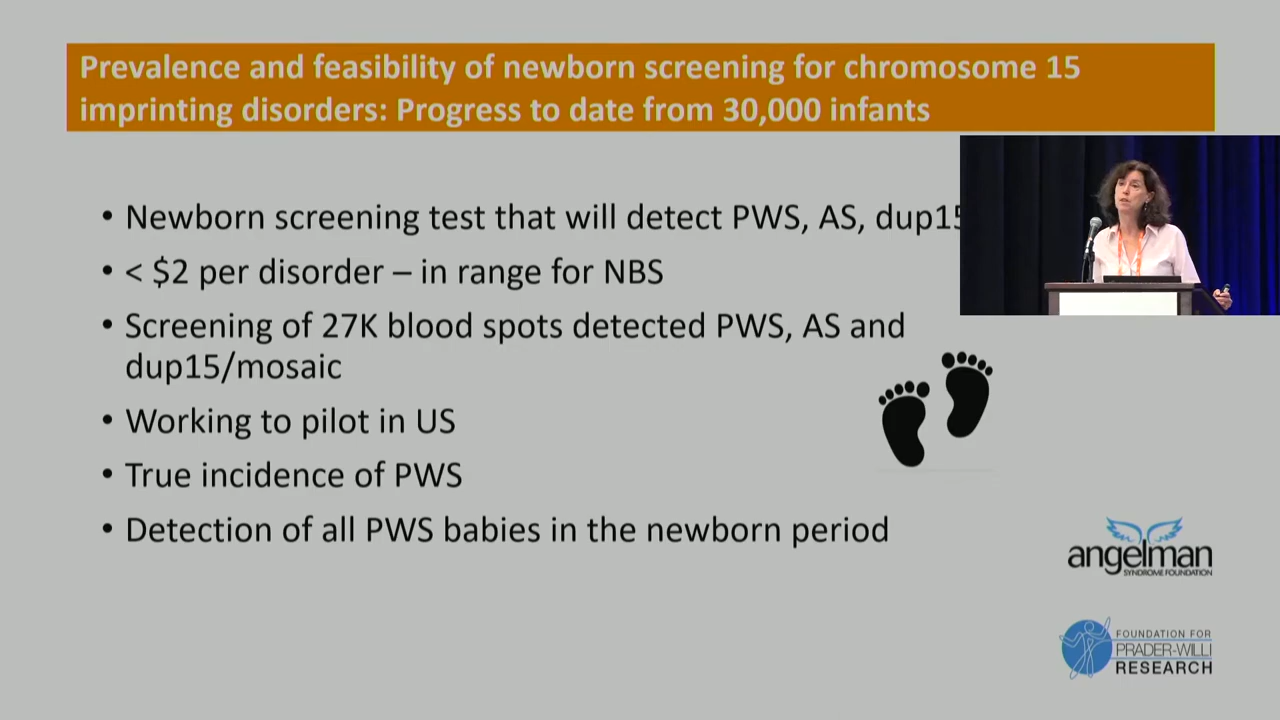 Prevalence and feasibility of newborn screening for chromosome 15
imprinting disorders: Progress to date from 30,000 infants
• Newborn screening test that will detect PWS, AS, dup15
• < $2 per disorder – in range for NBS
• Screening of 27K blood spots detected PWS, AS and
dup15/mosaic
• Working to pilot in US
• True incidence of PWS
• Detection of all PWS babies in the newborn period
angelman
SYNDROME FOUNDATION
FOUNDATION FOR
PRADER-WILLI
RESEARCH